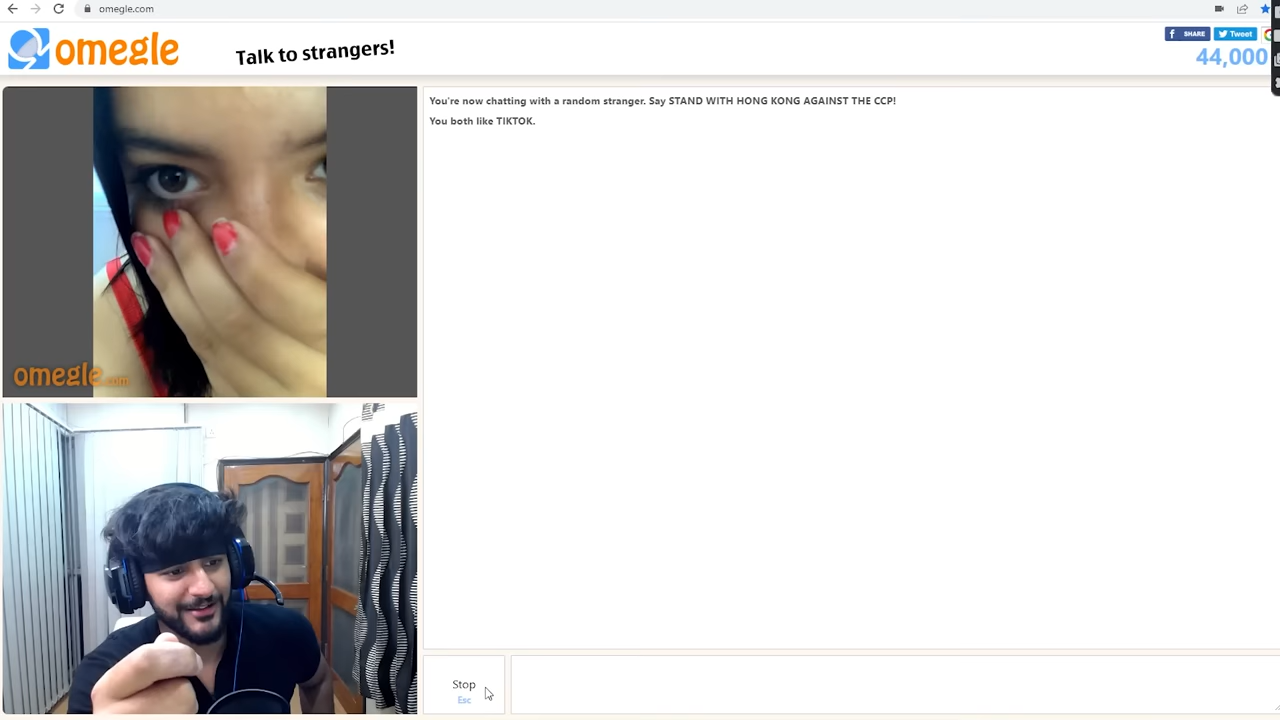 omegle.com
omegle
Talk to strangers!
SHARE
Tweet
44,000
You're now chatting with a random stranger. Say STAND WITH HONG KONG AGAINST THE CCP!
You both like TIKTOK.
omegle.com
Stop
Esc